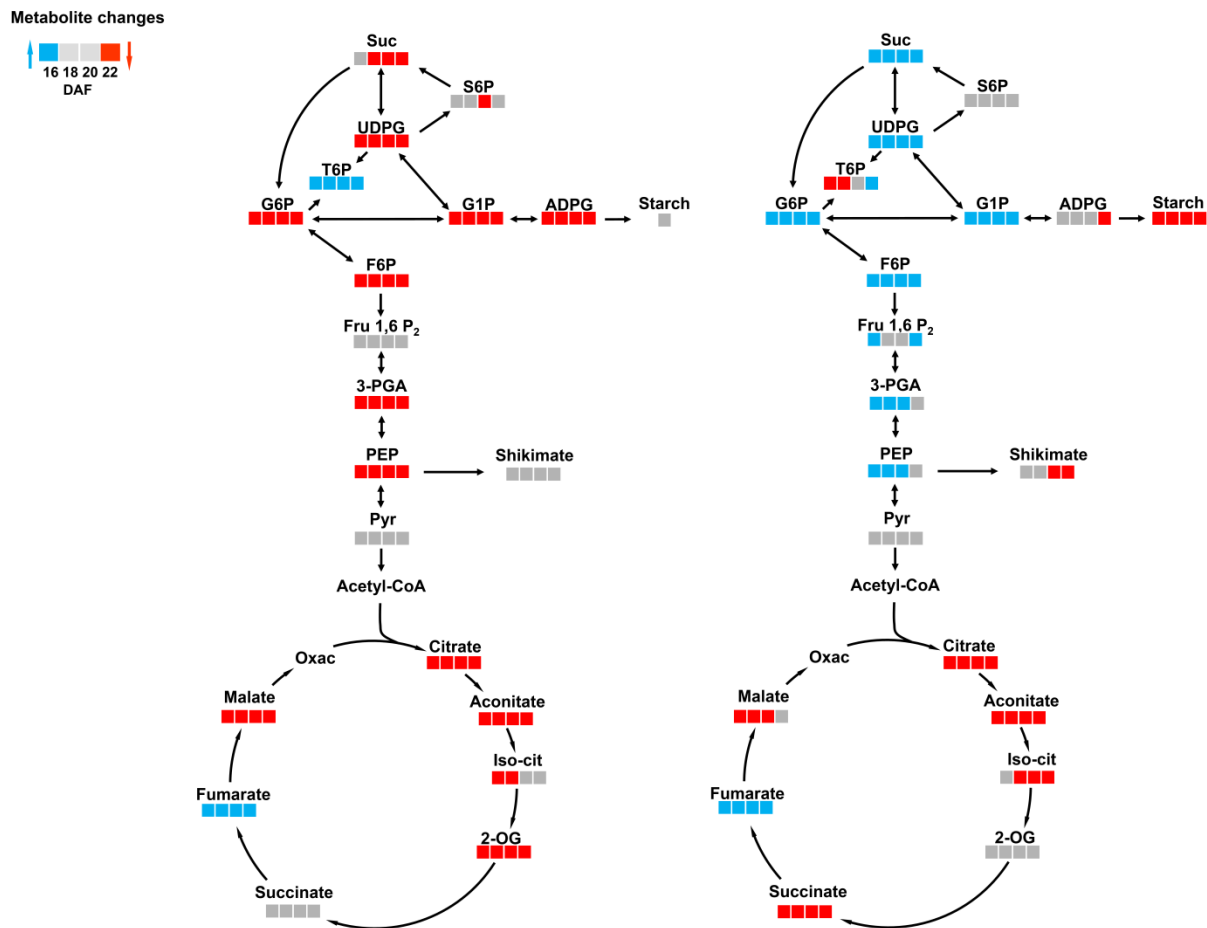 Metabolite changes
16 18 20 22
DAF
Suc
S6P
UDPG
T6P
G6P
G1P
ADPG
Starch
F6P
Fru 1,6 P2
3-PGA
PEP
Shikimate
Pyr
Acetyl-CoA
Oxac
Citrate
Malate
Aconitate
Iso-cit
Fumarate
2-OG
Succinate
Suc
S6P
UDPG
T6P
G6P
G1P
ADPG
Starch
F6P
Fru 1,6 P2
3-PGA
PEP
Shikimate
Pyr
Acetyl-CoA
Oxac
Citrate
Malate
Aconitate
Iso-cit
Fumarate
2-OG
Succinate